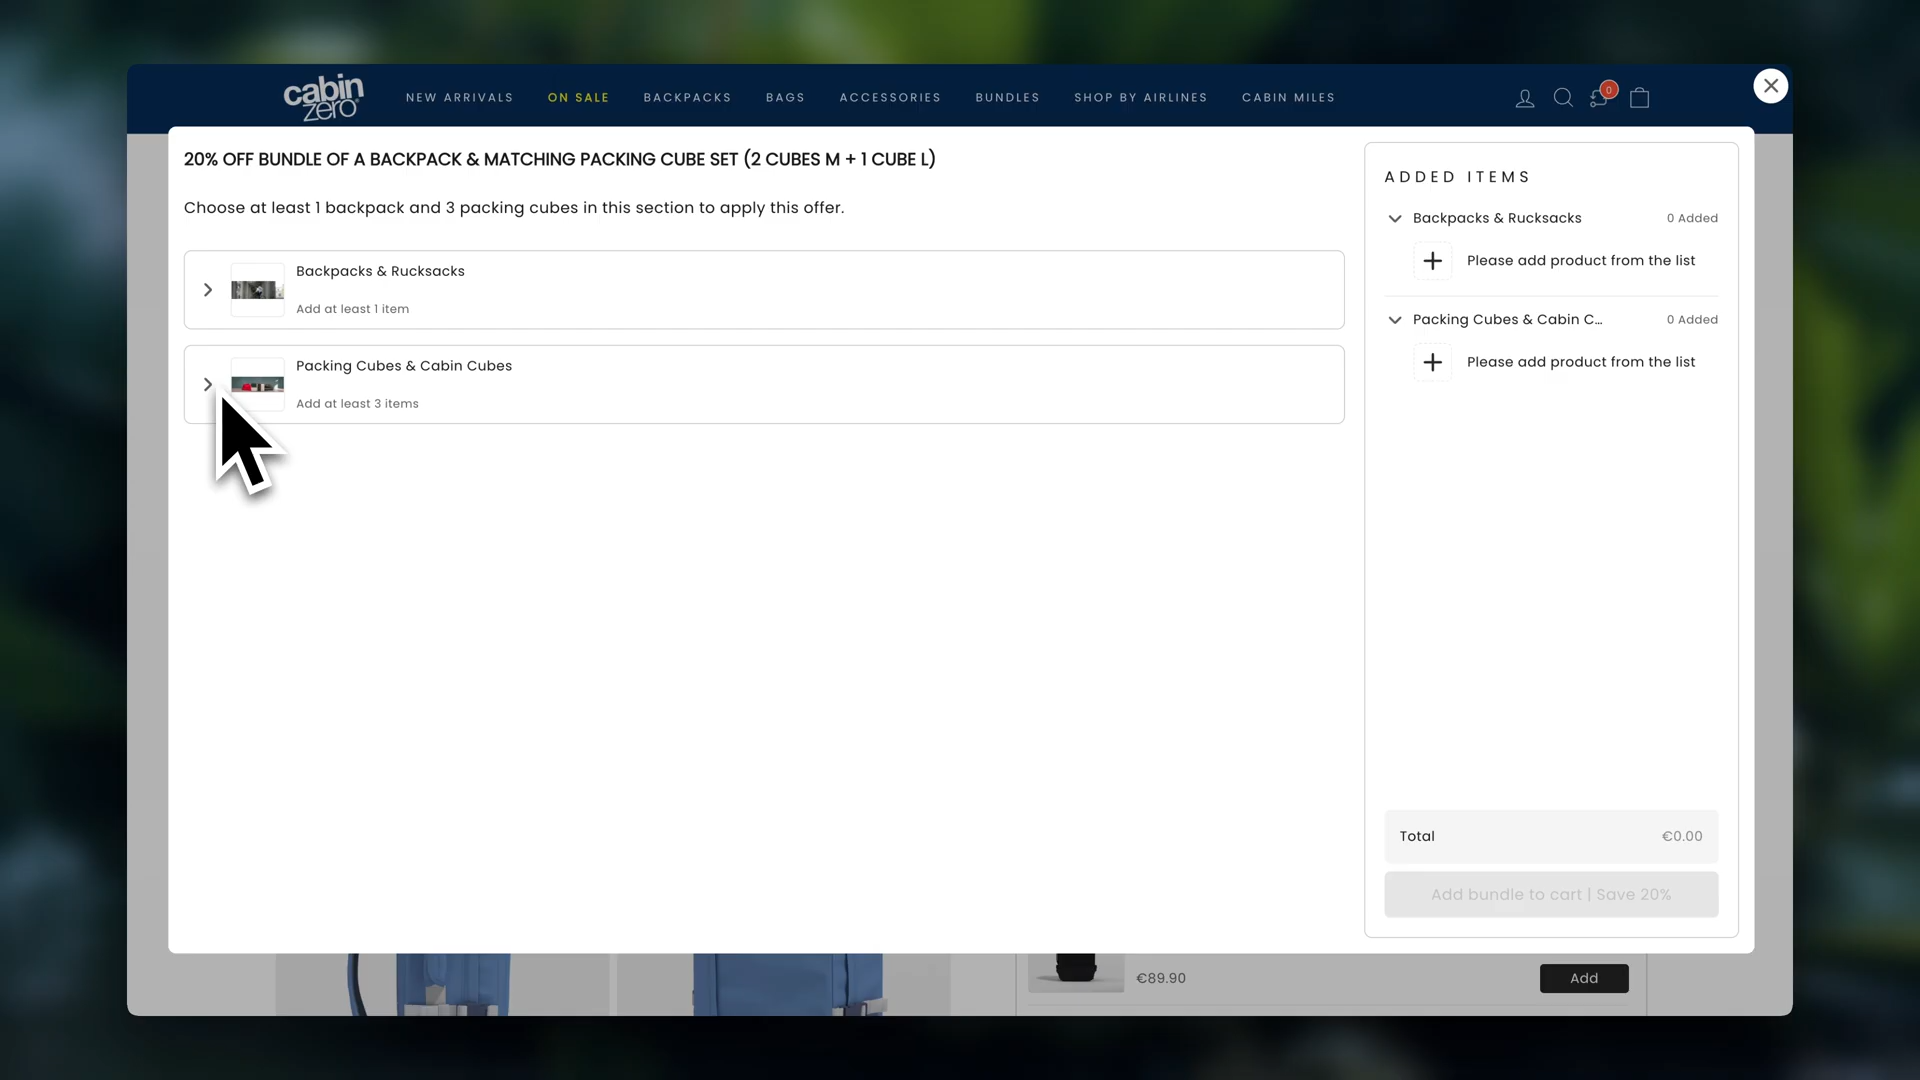 cabin
zero
NEW ARRIVALS
ON SALE
BACKPACKS
BAGS
ACCESSORIES
BUNDLES
SHOP BY AIRLINES
CABIN MILES
0
20% OFF BUNDLE OF A BACKPACK & MATCHING PACKING CUBE SET (2 CUBES M + 1 CUBE L)
Choose at least 1 backpack and 3 packing cubes in this section to apply this offer.
Backpacks & Rucksacks
Add at least 1 item
Packing Cubes & Cabin Cubes
Add at least 3 items
ADDED ITEMS
Backpacks & Rucksacks 0 Added
Please add product from the list
Packing Cubes & Cabin C... 0 Added
Please add product from the list
Total €0.00
Add bundle to cart | Save 20%
€89.90
Add